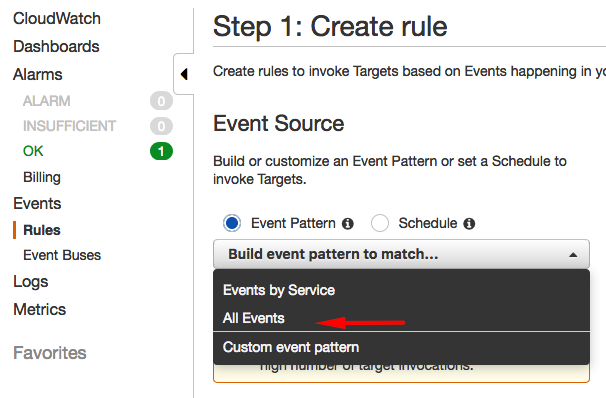 CloudWatch
Dashboards
Alarms
ALARM 0
INSUFFICIENT 0
OK 1
Billing
Events
Rules
Event Buses
Logs
Metrics
Favorites
Step 1: Create rule
Create rules to invoke Targets based on Events happening in
Event Source
Build or customize an Event Pattern or set a Schedule to
invoke Targets.
Event Pattern Schedule
Build event pattern to match...
Events by Service
All Events
Custom event pattern
high number of target invocations.